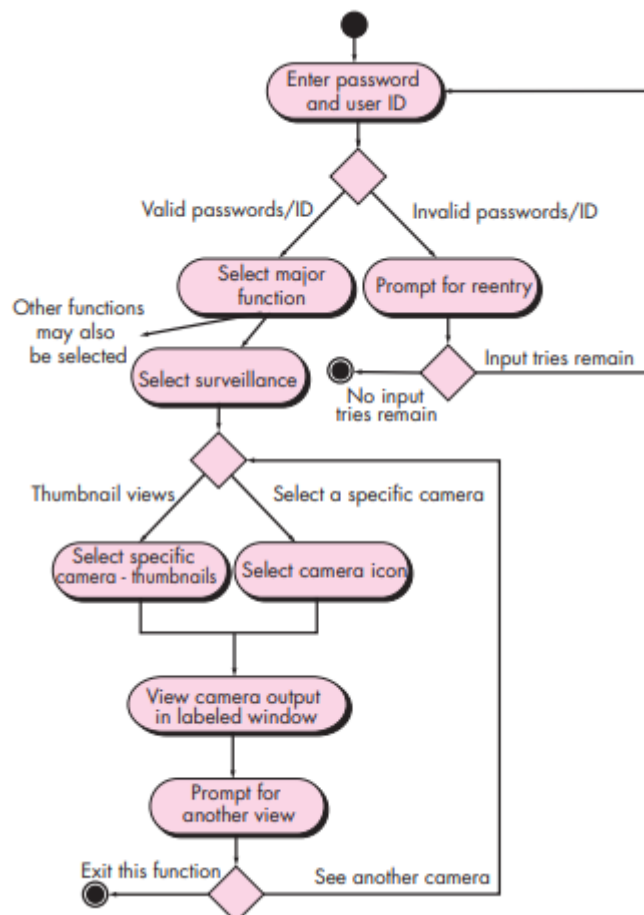 Enter password
and user ID
Valid passwords/ID
Invalid passwords/ID
Select major
function
Prompt for reentry
Other functions
may also
be selected
Input tries remain
Select surveillance
No input
tries remain
Thumbnail views
Select a specific camera
Select specific
camera - thumbnails
Select camera icon
View camera output
in labeled window
Prompt for
another view
Exit this function
See another camera